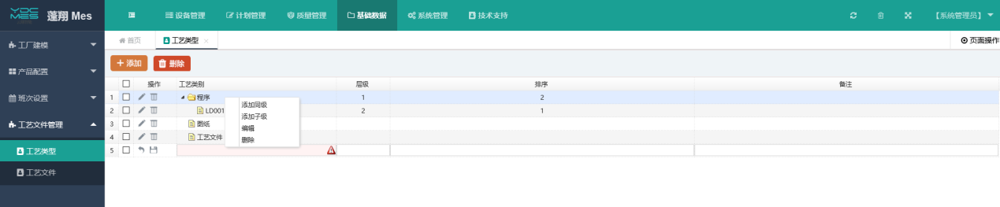 YDC MES 蓬翔 Mes
设备管理 计划管理 质量管理 基础数据 系统管理 技术支持 【系统管理员】
工厂建模
产品配置
班次设置
工艺文件管理
工艺类型
工艺文件
首页 工艺类型 × 页面操作
添加 删除
操作 工艺类别 层级 排序 备注
1 程序 1 2
2 LD001 2 1
3 图纸
4 工艺文件
5
添加同级
添加子级
编辑
删除